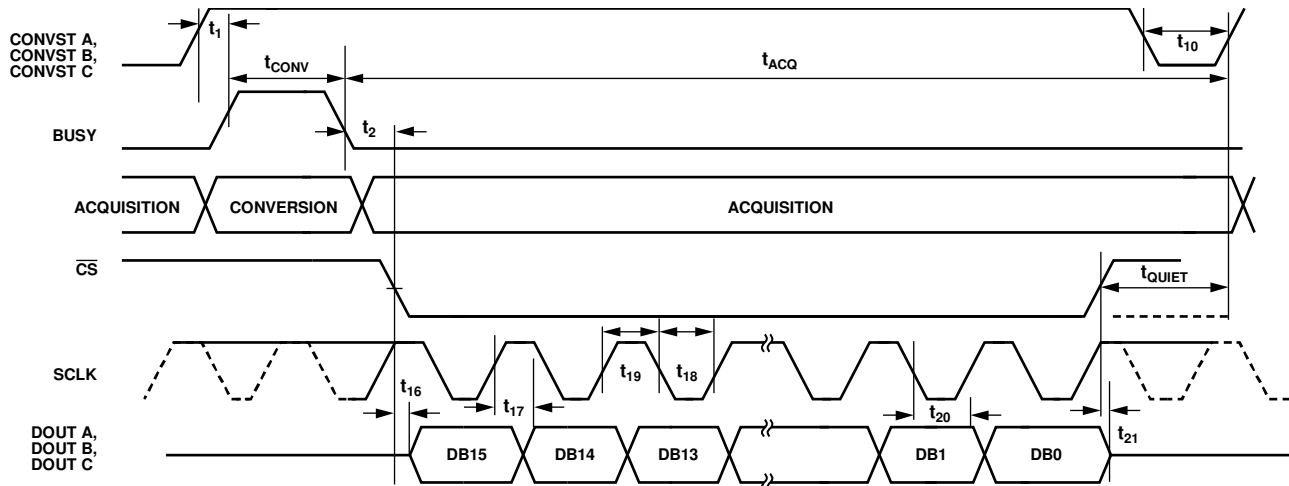 t1
CONVST A,
CONVST B,
CONVST C
t10
tCONV
tACQ
BUSY
t2
ACQUISITION
CONVERSION
ACQUISITION
CS
tQUIET
SCLK
t16
t19
t18
t17
t20
t21
DOUT A,
DOUT B,
DOUT C
DB15
DB14
DB13
DB1
DB0